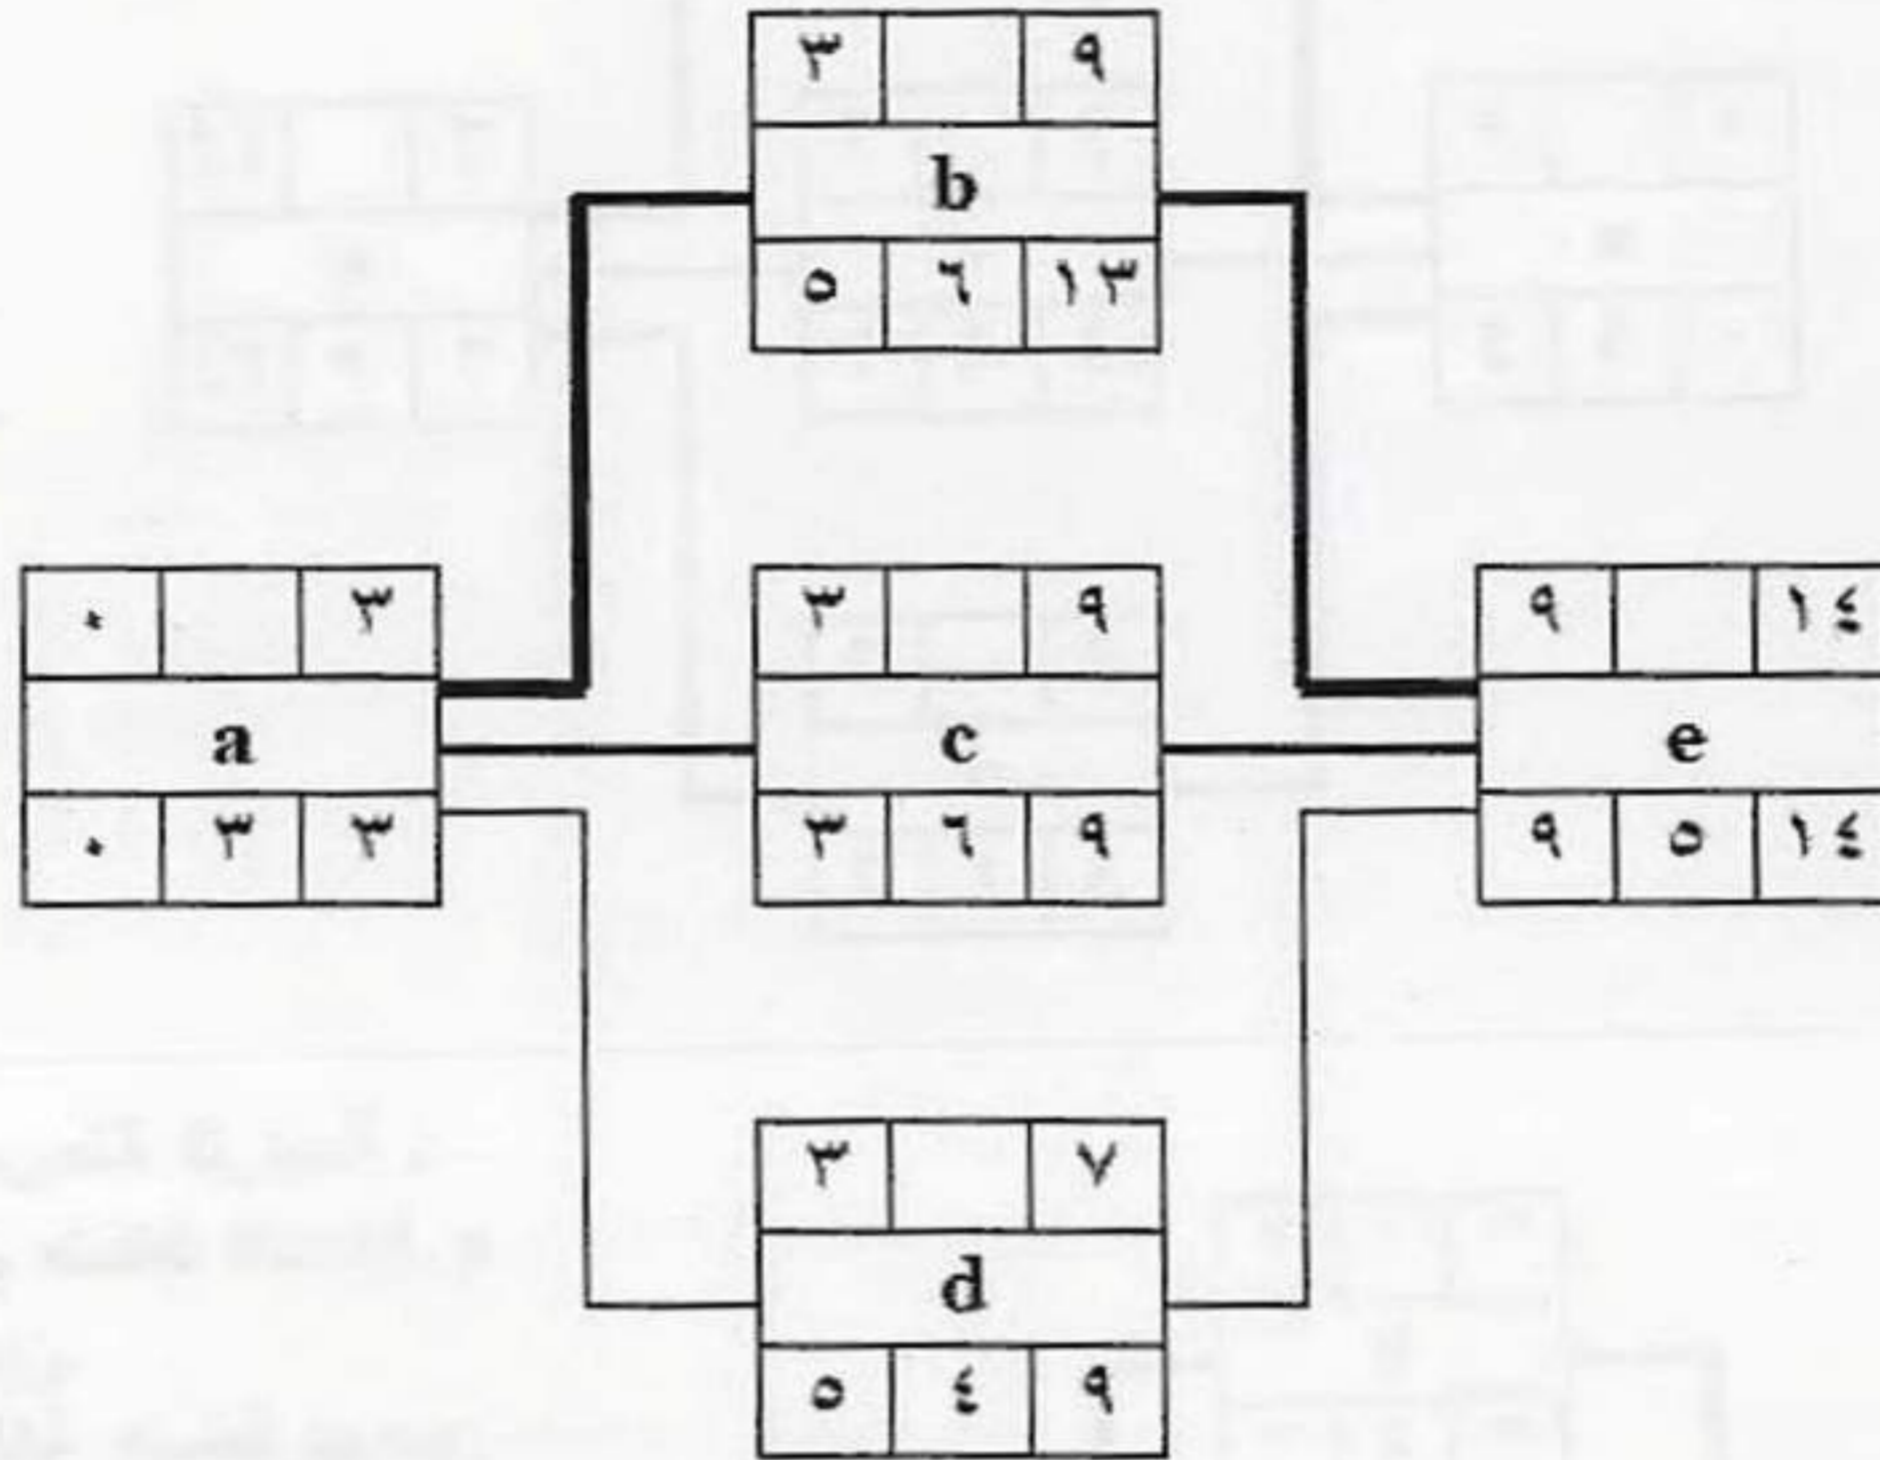 ٣ ٩
b
٥ ٦ ١٣
٠ ٣
a
٠ ٣ ٣
٣ ٩
c
٣ ٦ ٩
٩ ١٤
e
٩ ٥ ١٤
٣ ٧
d
٥ ٤ ٩